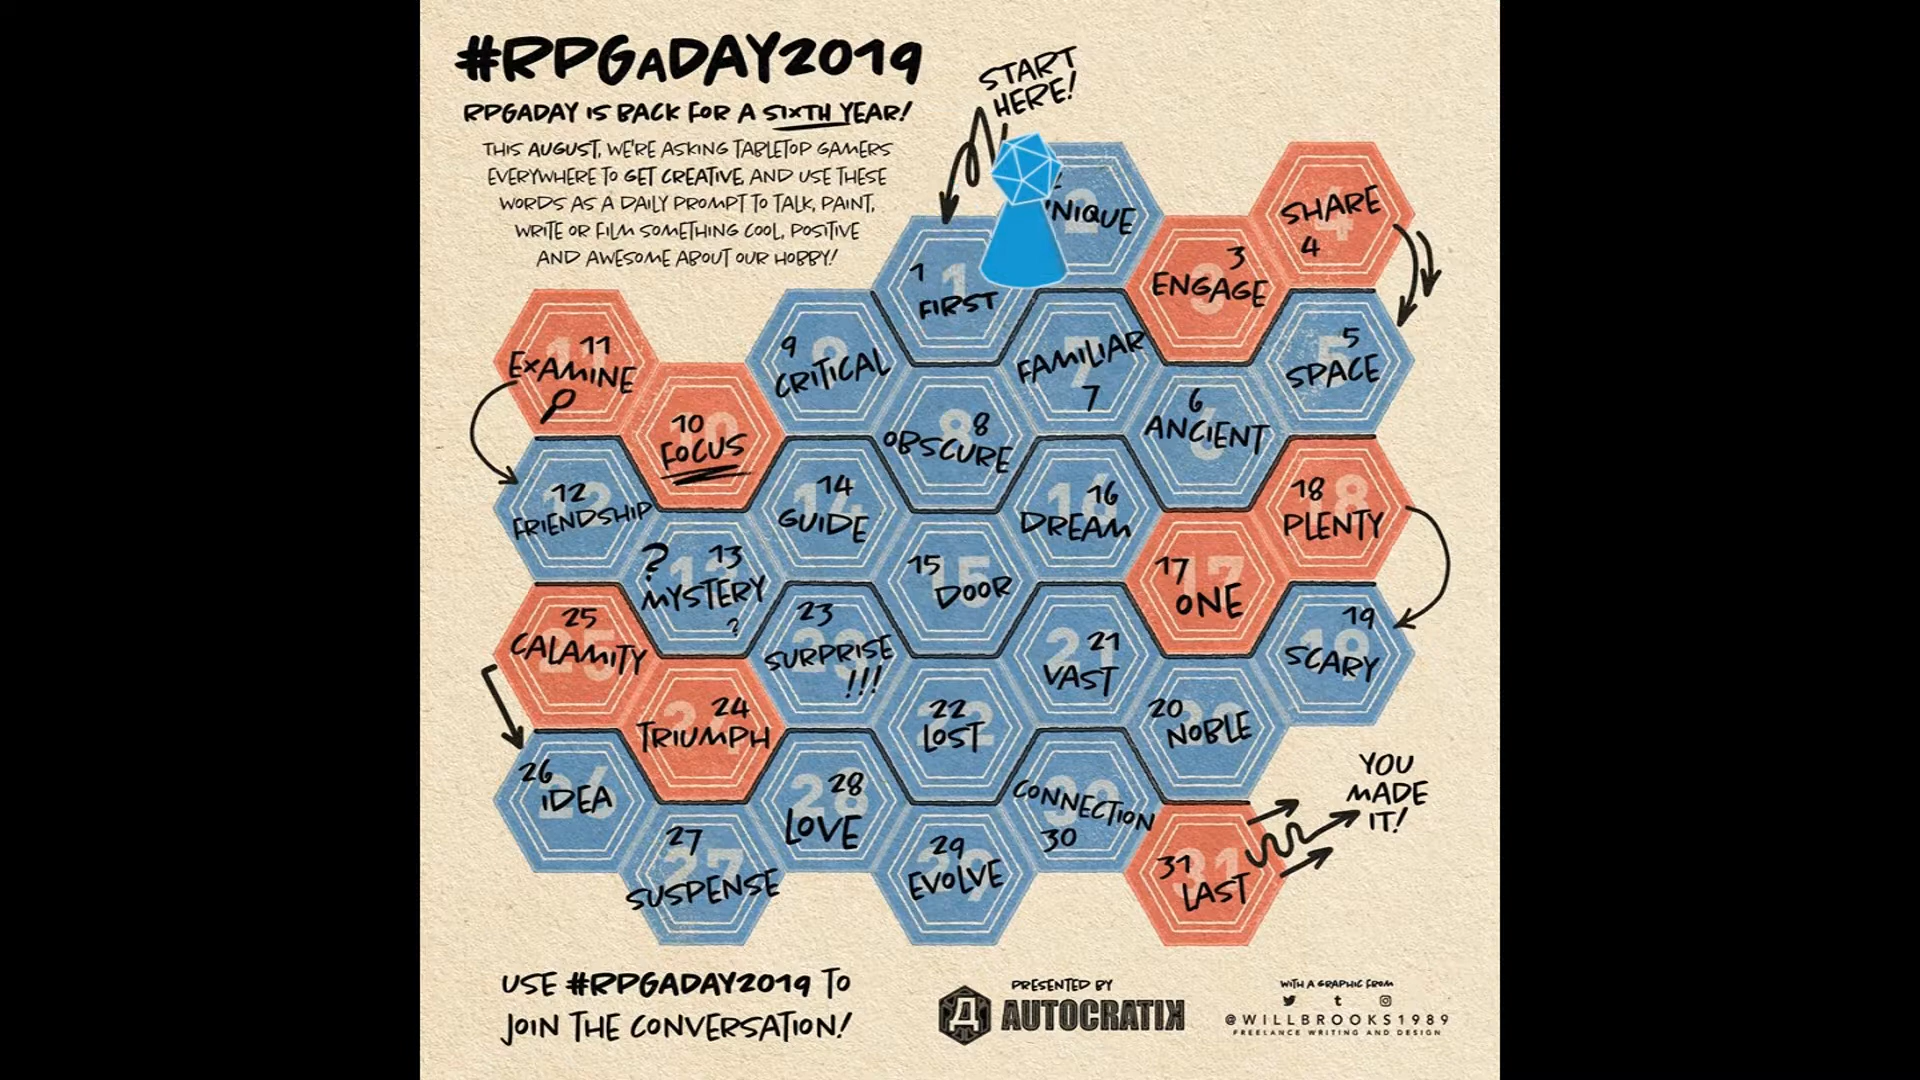 #RPGaDAY2019
RPGADAY IS BACK FOR A SIXTH YEAR!
THIS AUGUST, WE'RE ASKING TABLETOP GAMERS
EVERYWHERE TO GET CREATIVE AND USE THESE
WORDS AS A DAILY PROMPT TO TALK, PAINT,
WRITE OR FILM SOMETHING COOL, POSITIVE
AND AWESOME ABOUT OUR HOBBY!
START
HERE!
1
FIRST
2
NIQUE
3
ENGAGE
SHARE
4
5
SPACE
6
ANCIENT
FAMILIAR
7
8
OBSCURE
9
CRITICAL
10
FOCUS
11
EXAMINE
12
FRIENDSHIP
? 13
MYSTERY
?
14
GUIDE
15
DOOR
16
DREAM
17
ONE
18
PLENTY
19
SCARY
20
NOBLE
21
VAST
22
LOST
23
SURPRISE
!!!
24
TRIUMPH
25
CALAMITY
26
IDEA
27
SUSPENSE
28
LOVE
29
EVOLVE
CONNECTION
30
31
LAST
YOU
MADE
IT!
USE #RPGADAY2019 TO
JOIN THE CONVERSATION!
PRESENTED BY
AUTOCRATIK
WITH A GRAPHIC FROM
@WILLBROOKS1989
FREELANCE WRITING AND DESIGN